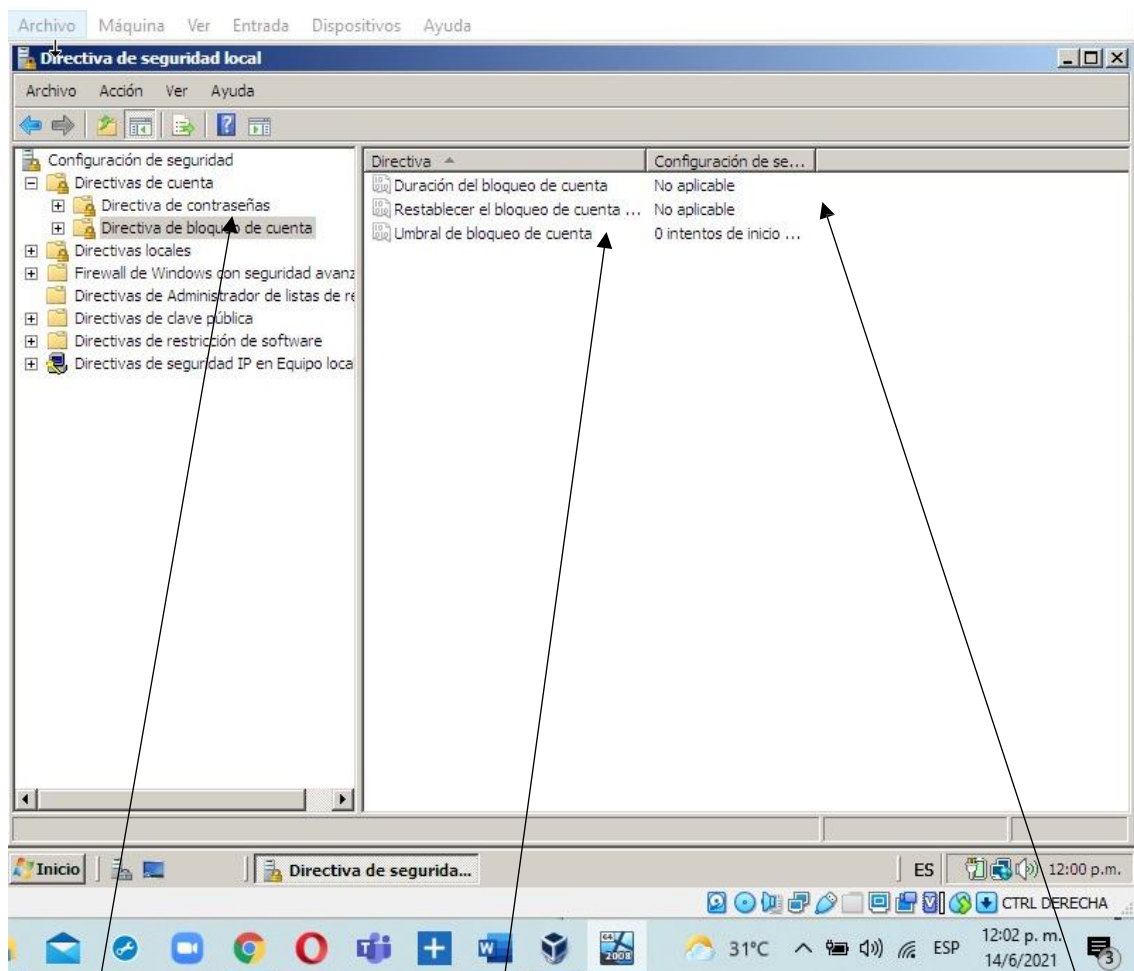 Archivo Máquina Ver Entrada Dispositivos Ayuda
Directiva de seguridad local
Archivo Acción Ver Ayuda
Configuración de seguridad
Directivas de cuenta
Directiva de contraseñas
Directiva de bloqueo de cuenta
Directivas locales
Firewall de Windows con seguridad avanz
Directivas de Administrador de listas de re
Directivas de clave pública
Directivas de restricción de software
Directivas de seguridad IP en Equipo loca
Directiva Configuración de se...
Duración del bloqueo de cuenta No aplicable
Restablecer el bloqueo de cuenta ... No aplicable
Umbral de bloqueo de cuenta 0 intentos de inicio ...
Inicio Directiva de segurida... ES 12:00 p.m.
CTRL DERECHA
64 2008 31°C ESP 12:02 p. m.
14/6/2021 3